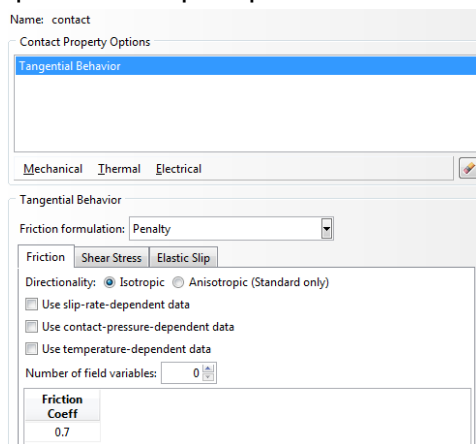 Name: contact
Contact Property Options
Tangential Behavior
Mechanical Thermal Electrical
Tangential Behavior
Friction formulation: Penalty
Friction Shear Stress Elastic Slip
Directionality: Isotropic Anisotropic (Standard only)
Use slip-rate-dependent data
Use contact-pressure-dependent data
Use temperature-dependent data
Number of field variables: 0
Friction
Coeff
0.7